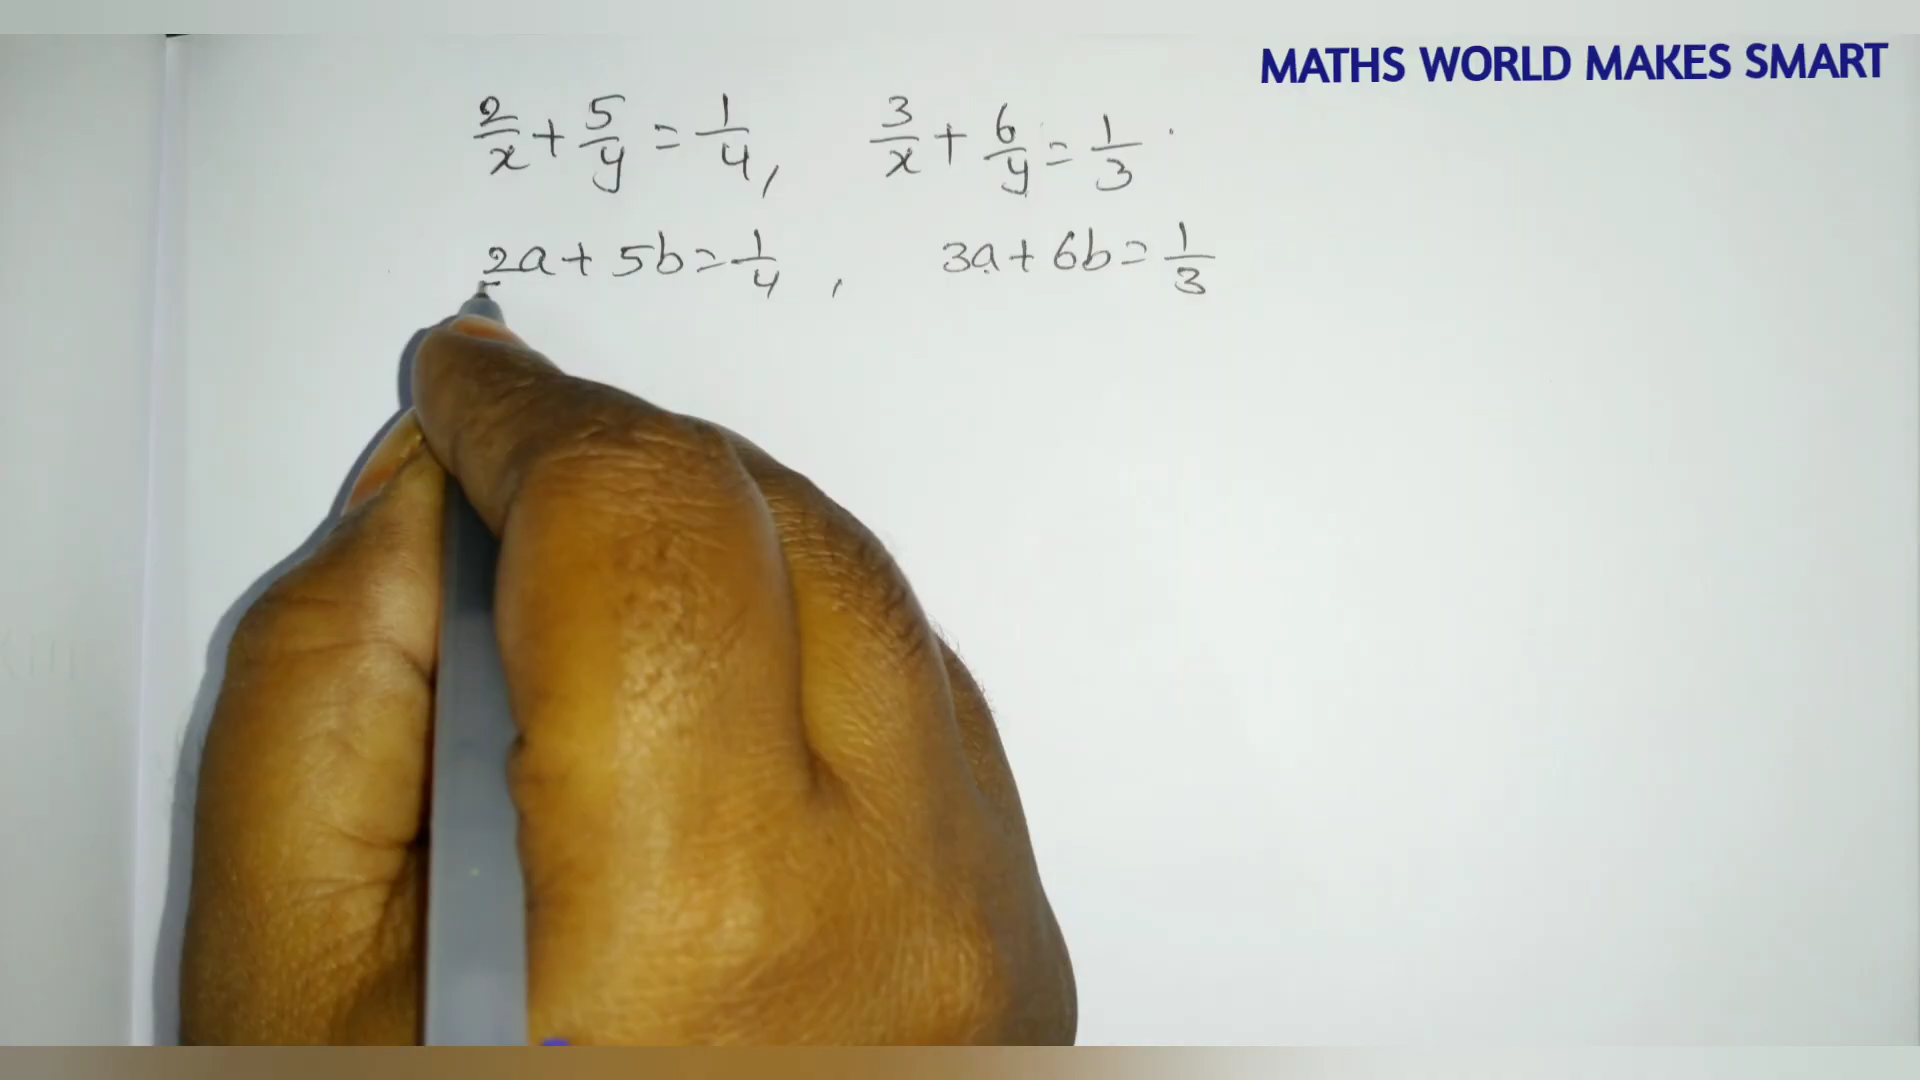 MATHS WORLD MAKES SMART
2/x + 5/y = 1/4, 3/x + 6/y = 1/3
2a + 5b = 1/4 , 3a + 6b = 1/3